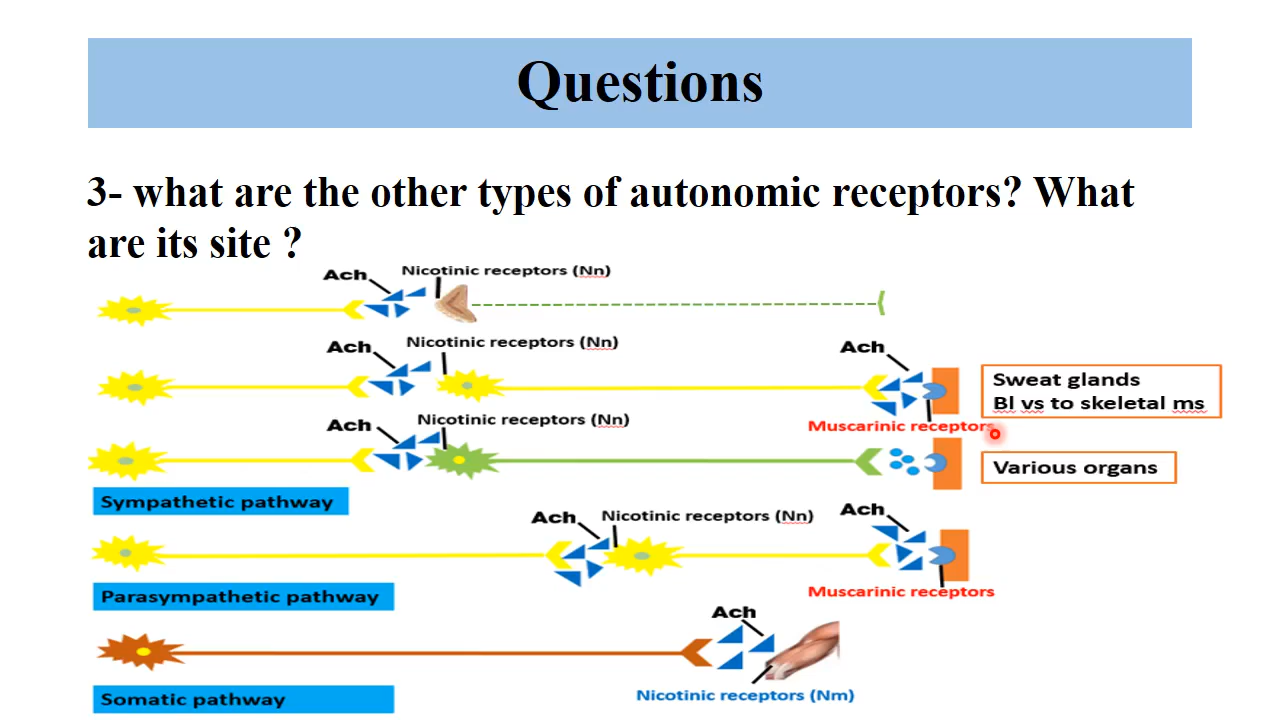 Questions
3- what are the other types of autonomic receptors? What
are its site ?
Ach
Nicotinic receptors (Nn)
Ach
Nicotinic receptors (Nn)
Ach
Sweat glands
Bl vs to skeletal ms
Muscarinic receptors
Ach
Nicotinic receptors (Nn)
Various organs
Sympathetic pathway
Ach
Nicotinic receptors (Nn)
Ach
Parasympathetic pathway
Muscarinic receptors
Ach
Somatic pathway
Nicotinic receptors (Nm)